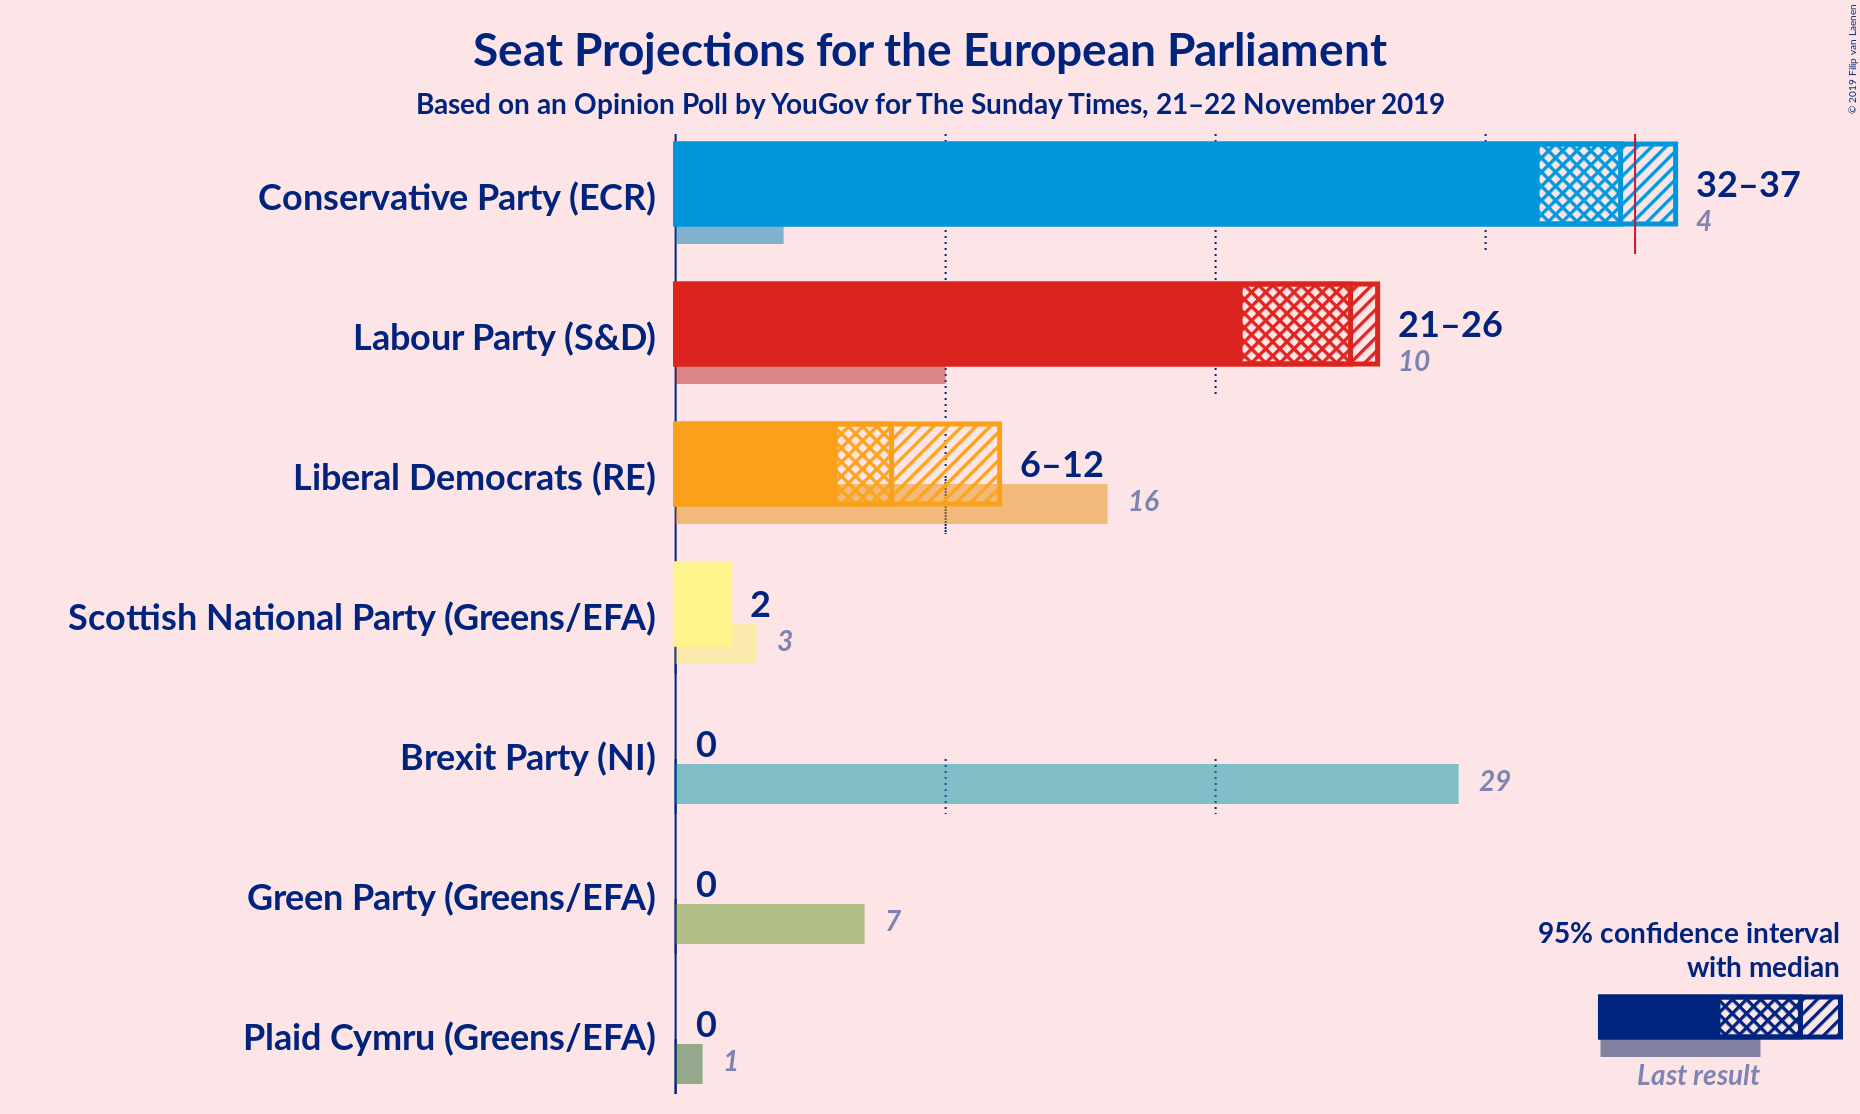 Seat Projections for the European Parliament
Based on an Opinion Poll by YouGov for The Sunday Times, 21–22 November 2019
© 2019 Filip van Laenen
Conservative Party (ECR)
32–37
4
Labour Party (S&D)
21–26
10
Liberal Democrats (RE)
6–12
16
Scottish National Party (Greens/EFA)
2
3
Brexit Party (NI)
0
29
Green Party (Greens/EFA)
0
7
Plaid Cymru (Greens/EFA)
0
1
95% confidence interval
with median
Last result